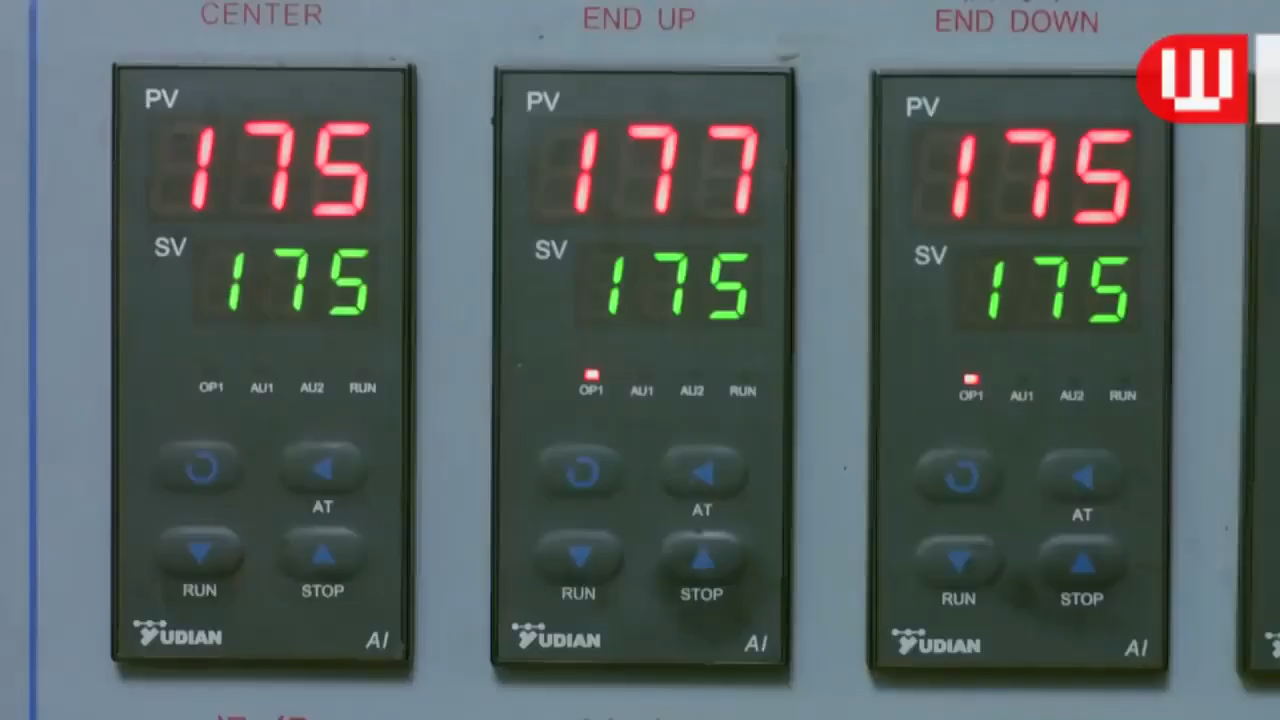 CENTER
PV
175
SV
175
OP1 AU1 AU2 RUN
AT
RUN STOP
YUDIAN AI
END UP
PV
177
SV
175
OP1 AU1 AU2 RUN
AT
RUN STOP
YUDIAN AI
END DOWN
PV
175
SV
175
OP1 AU1 AU2 RUN
AT
RUN STOP
YUDIAN AI